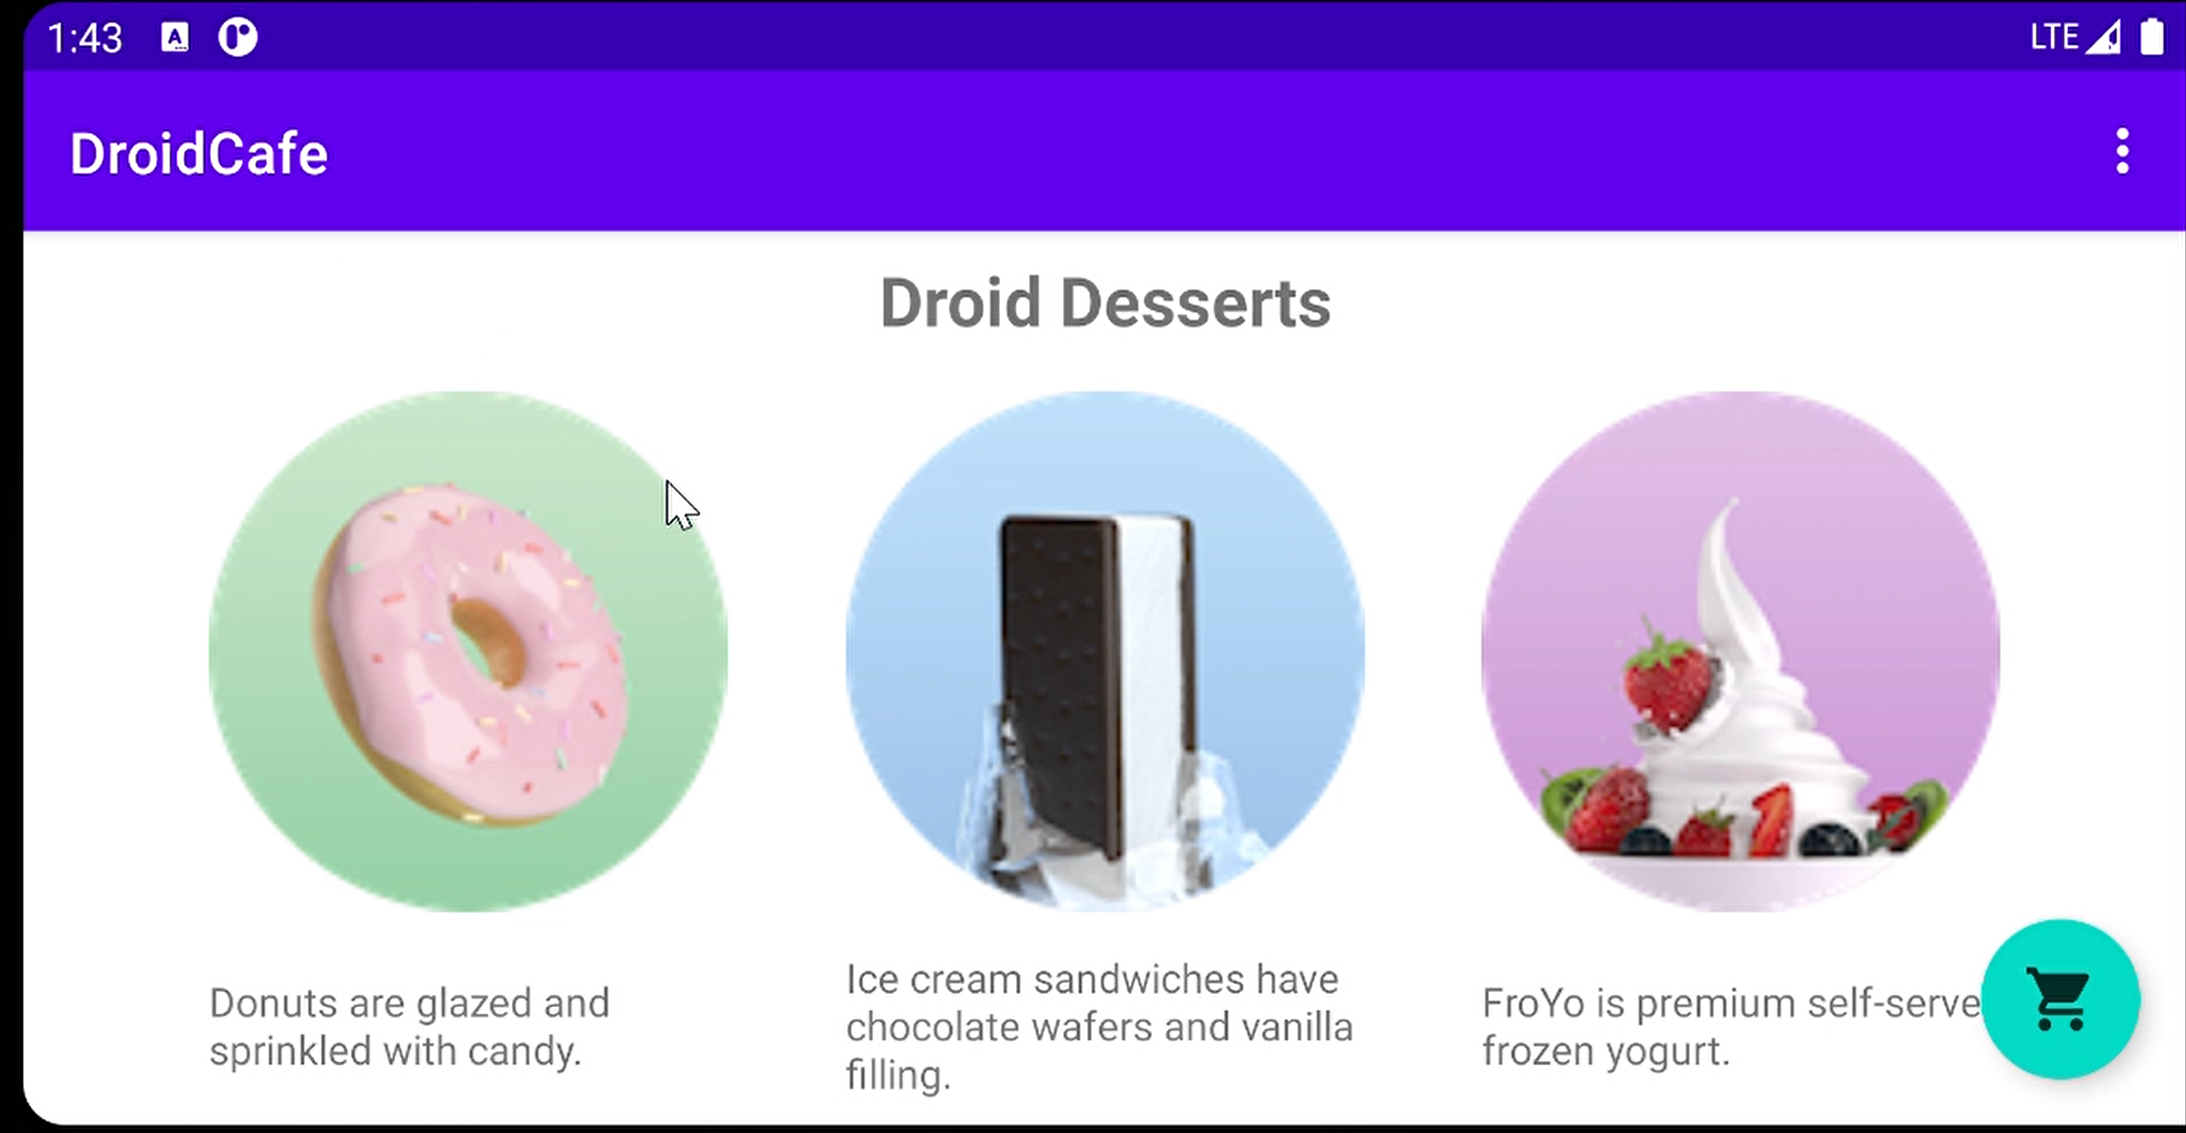 1:43
A
LTE
DroidCafe
Droid Desserts
Donuts are glazed and
sprinkled with candy.
Ice cream sandwiches have
chocolate wafers and vanilla
filling.
FroYo is premium self-serve
frozen yogurt.